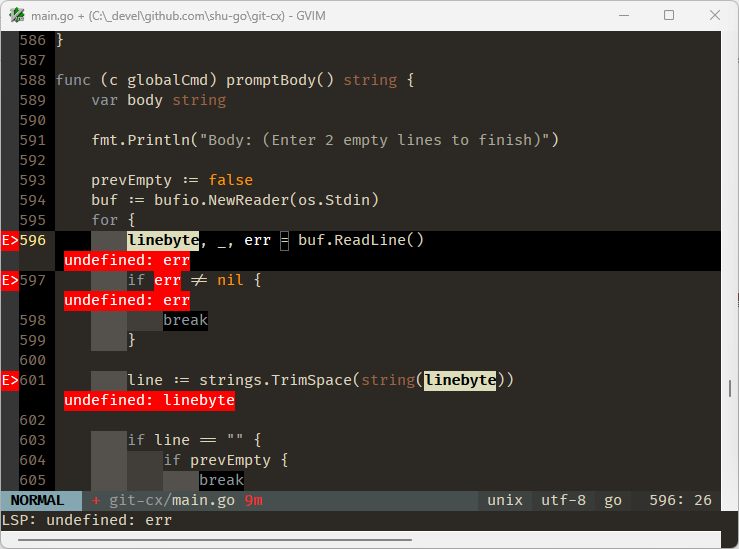 main.go + (C:\_devel\github.com\shu-go\git-cx) - GVIM
586 }
587
588 func (c globalCmd) promptBody() string {
589     var body string
590
591     fmt.Println("Body: (Enter 2 empty lines to finish)")
592
593     prevEmpty := false
594     buf := bufio.NewReader(os.Stdin)
595     for {
E>596         linebyte, _, err = buf.ReadLine()
undefined: err
E>597         if err != nil {
undefined: err
598             break
599         }
600
E>601         line := strings.TrimSpace(string(linebyte))
undefined: linebyte
602
603         if line == "" {
604             if prevEmpty {
605                 break
NORMAL + git-cx/main.go 9m unix utf-8 go 596: 26
LSP: undefined: err